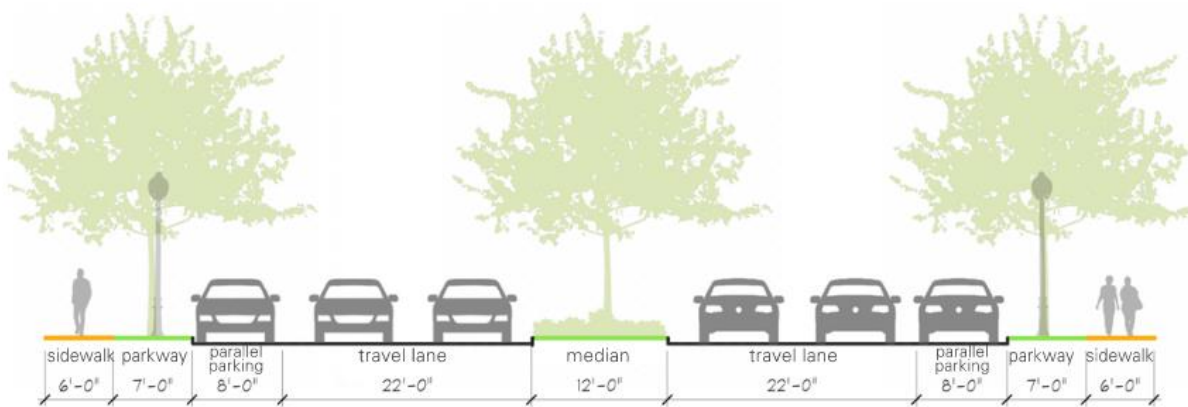 sidewalk parkway parallel parking travel lane median travel lane parallel parking parkway sidewalk
6'-0" 7'-0" 8'-0" 22'-0" 12'-0" 22'-0" 8'-0" 7'-0" 6'-0"